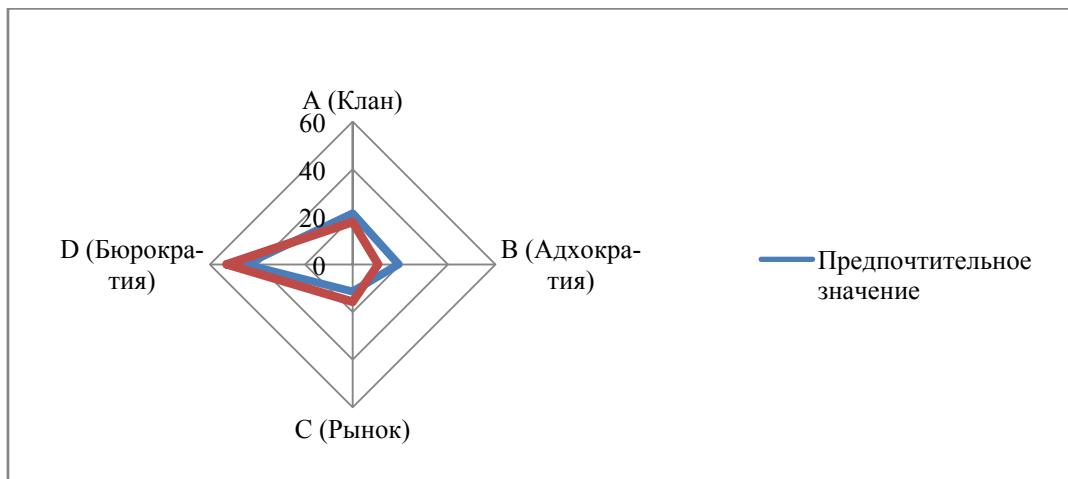 A (Клан)
60
40
20
0
D (Бюрокра-
тия)
B (Адхокра-
тия)
C (Рынок)
Предпочтительное
значение